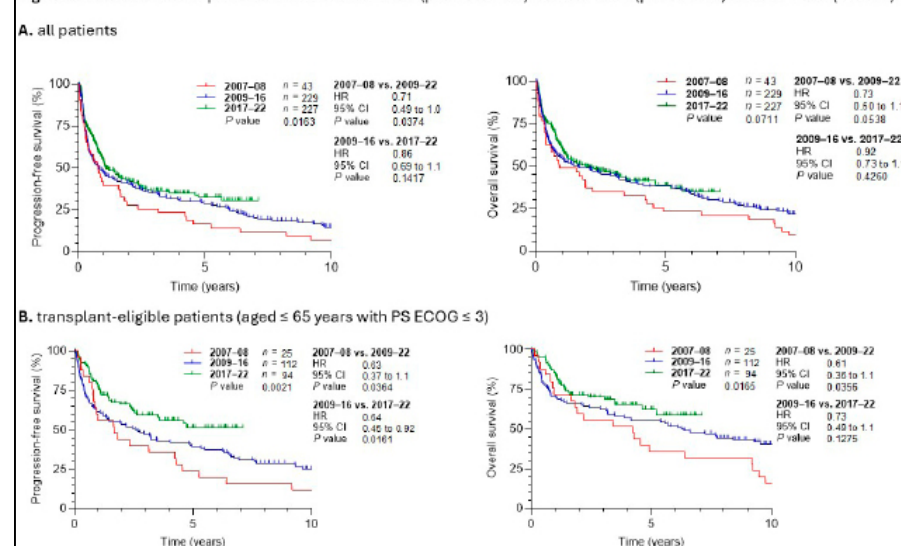 A. all patients
2007–08 n = 43
2009–16 n = 229
2017–22 n = 227
P value 0.0163
2007–08 vs. 2009–22
HR 0.71
95% CI 0.49 to 1.0
P value 0.0374
2009–16 vs. 2017–22
HR 0.86
95% CI 0.69 to 1.1
P value 0.1417
Progression-free survival (%)
100
75
50
25
0
0 5 10
Time (years)
2007–08 n = 43
2009–16 n = 229
2017–22 n = 227
P value 0.0711
2007–08 vs. 2009–22
HR 0.73
95% CI 0.50 to 1.
P value 0.0538
2009–16 vs. 2017–22
HR 0.92
95% CI 0.73 to 1.
P value 0.4260
Overall survival (%)
100
75
50
25
0
0 5 10
Time (years)
B. transplant-eligible patients (aged ≤ 65 years with PS ECOG ≤ 3)
2007–08 n = 25
2009–16 n = 112
2017–22 n = 94
P value 0.0021
2007–08 vs. 2009–22
HR 0.63
95% CI 0.37 to 1.1
P value 0.0364
2009–16 vs. 2017–22
HR 0.64
95% CI 0.45 to 0.92
P value 0.0161
Progression-free survival (%)
100
75
50
25
0
0 5 10
Time (years)
2007–08 n = 25
2009–16 n = 112
2017–22 n = 94
P value 0.0165
2007–08 vs. 2009–22
HR 0.61
95% CI 0.36 to 1.1
P value 0.0356
2009–16 vs. 2017–22
HR 0.73
95% CI 0.49 to 1.1
P value 0.1275
Overall survival (%)
100
75
50
25
0
0 5 10
Time (years)